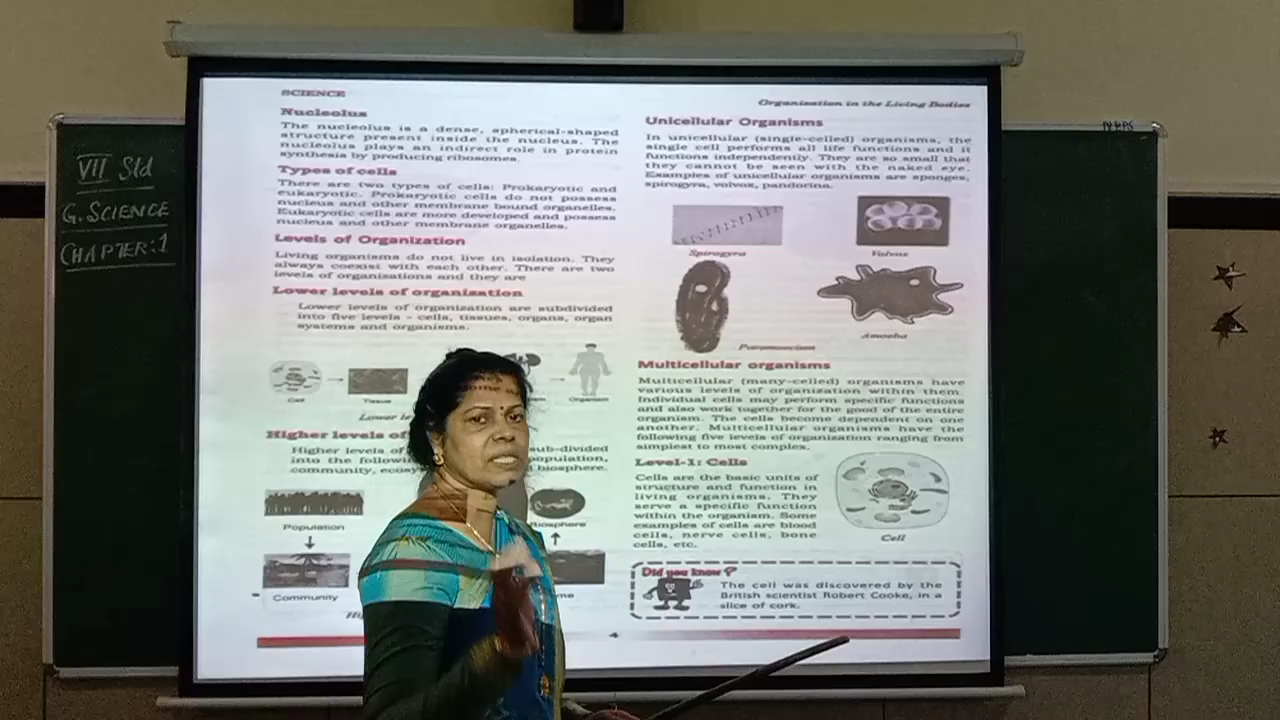 VII Std
G. SCIENCE
CHAPTER:1
SCIENCE
Nucleolus
The nucleolus is a dense, spherical-shaped
structure present inside the nucleus. The
nucleolus plays an indirect role in protein
synthesis by producing ribosomes.
Types of cells
There are two types of cells: Prokaryotic and
eukaryotic. Prokaryotic cells do not possess
nucleus and other membrane bound organelles.
Eukaryotic cells are more developed and possess
nucleus and other membrane organelles.
Levels of Organization
Living organisms do not live in isolation. They
always coexist with each other. There are two
levels of organisations and they are
Lower levels of organization
Lower levels of organization are subdivided
into five levels - cells, tissues, organs, organ
systems and organisms.
Cell
Tissue
Organism
Lower le
Higher levels of
Higher levels of sub-divided
into the followin population,
community, ecosy biosphere.
Population
Biosphere
Community
me
Organization in the Living Bodies
Unicellular Organisms
In unicellular (single-celled) organisms, the
single cell performs all life functions and it
functions independently. They are so small that
they cannot be seen with the naked eye.
Examples of unicellular organisms are sponges,
spirogyra, volvox, pandorina.
Spirogyra
Volvox
Paramaecium
Amoeba
Multicellular organisms
Multicellular (many-celled) organisms have
various levels of organization within them.
Individual cells may perform specific functions
and also work together for the good of the entire
organism. The cells become dependent on one
another. Multicellular organisms have the
following five levels of organization ranging from
simplest to most complex.
Level-1: Cells
Cells are the basic units of
structure and function in
living organisms. They
serve a specific function
within the organism. Some
examples of cells are blood
cells, nerve cells, bone
cells, etc.
Cell
Did you know?
The cell was discovered by the
British scientist Robert Cooke, in a
slice of cork.
4